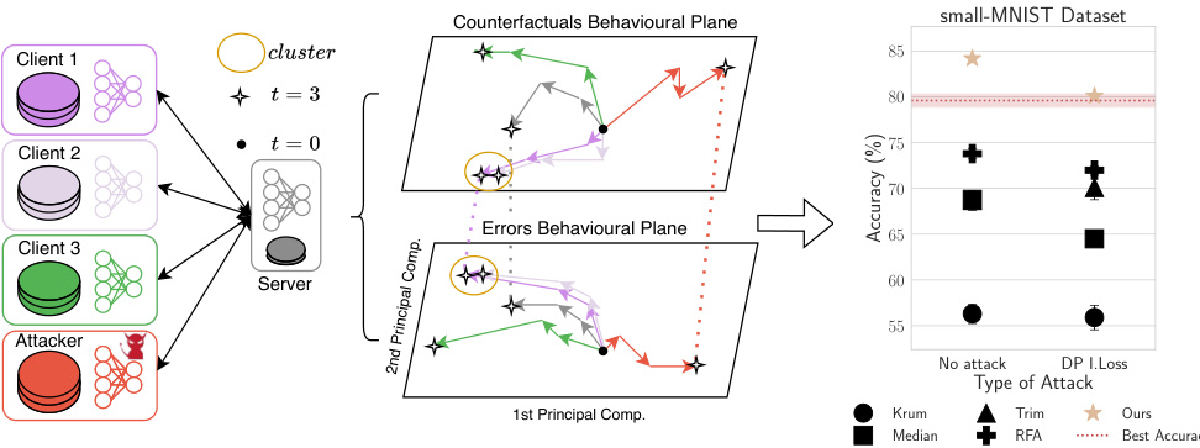 Client 1
Client 2
Client 3
Attacker
Server
cluster
t = 3
t = 0
Counterfactuals Behavioural Plane
Errors Behavioural Plane
2nd Principal Comp.
1st Principal Comp.
small-MNIST Dataset
Accuracy (%)
85
80
75
70
65
60
55
No attack
DP I.Loss
Type of Attack
Krum
Trim
Ours
Median
RFA
Best Accura